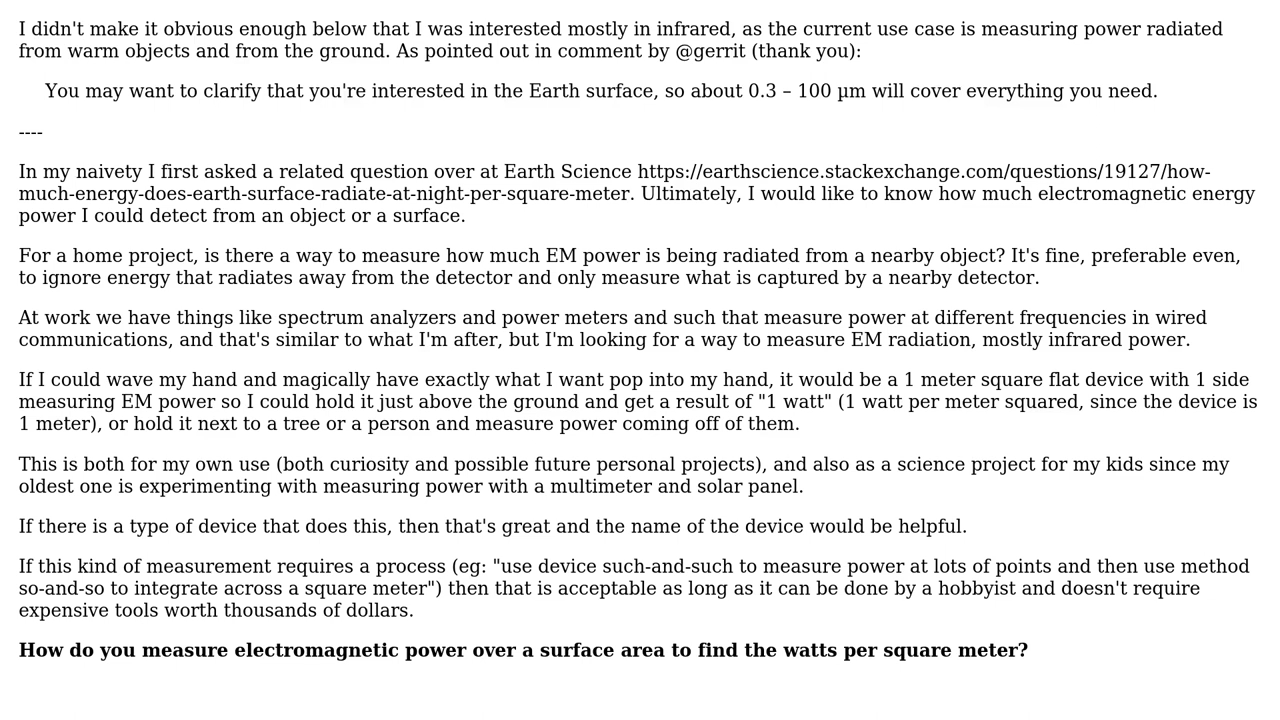 I didn't make it obvious enough below that I was interested mostly in infrared, as the current use case is measuring power radiated
from warm objects and from the ground. As pointed out in comment by @gerrit (thank you):
You may want to clarify that you're interested in the Earth surface, so about 0.3 – 100 µm will cover everything you need.
----
In my naivety I first asked a related question over at Earth Science https://earthscience.stackexchange.com/questions/19127/how-
much-energy-does-earth-surface-radiate-at-night-per-square-meter. Ultimately, I would like to know how much electromagnetic energy
power I could detect from an object or a surface.
For a home project, is there a way to measure how much EM power is being radiated from a nearby object? It's fine, preferable even,
to ignore energy that radiates away from the detector and only measure what is captured by a nearby detector.
At work we have things like spectrum analyzers and power meters and such that measure power at different frequencies in wired
communications, and that's similar to what I'm after, but I'm looking for a way to measure EM radiation, mostly infrared power.
If I could wave my hand and magically have exactly what I want pop into my hand, it would be a 1 meter square flat device with 1 side
measuring EM power so I could hold it just above the ground and get a result of "1 watt" (1 watt per meter squared, since the device is
1 meter), or hold it next to a tree or a person and measure power coming off of them.
This is both for my own use (both curiosity and possible future personal projects), and also as a science project for my kids since my
oldest one is experimenting with measuring power with a multimeter and solar panel.
If there is a type of device that does this, then that's great and the name of the device would be helpful.
If this kind of measurement requires a process (eg: "use device such-and-such to measure power at lots of points and then use method
so-and-so to integrate across a square meter") then that is acceptable as long as it can be done by a hobbyist and doesn't require
expensive tools worth thousands of dollars.
How do you measure electromagnetic power over a surface area to find the watts per square meter?